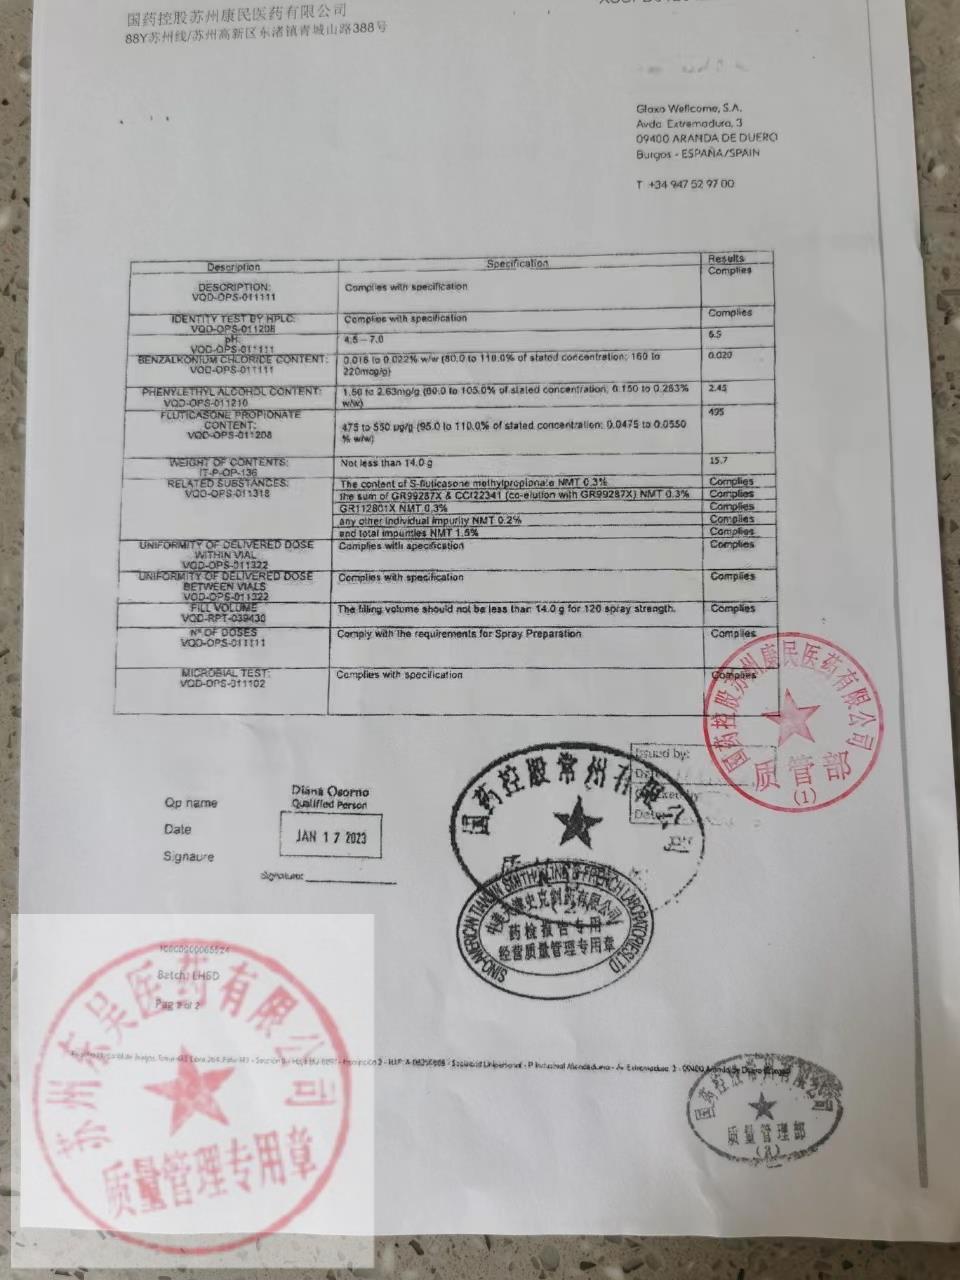 国药控股苏州康民医药有限公司
88Y苏州线/苏州高新区东渚镇青城山路388号
Glaxo Wellcome, S.A.
Avda. Extremadura, 3
09400 ARANDA DE DUERO
Burgos - ESPAÑA/SPAIN
T +34 947 52 97 00
Description Specification Results
DESCRIPTION: Complies with specification Complies
VQD-OPS-011111
IDENTITY TEST BY HPLC: Complies with specification Complies
VQD-OPS-011208
pH: 4.5 – 7.0 6.5
VQD-OPS-011111
BENZALKONIUM CHLORIDE CONTENT: 0.016 to 0.022% w/w (80.0 to 110.0% of stated concentration: 160 to 0.020
VQD-OPS-011111 220mcg/g)
PHENYLETHYL ALCOHOL CONTENT: 1.50 to 2.63mg/g (60.0 to 105.0% of stated concentration; 0.150 to 0.263% 2.45
VQD-OPS-011210 w/w)
FLUTICASONE PROPIONATE 495
CONTENT: 475 to 550 µg/g (95.0 to 110.0% of stated concentration: 0.0475 to 0.0550
VQD-OPS-011208 % w/w)
WEIGHT OF CONTENTS: Not less than 14.0 g 15.7
IT-P-OP-136
RELATED SUBSTANCES: The content of S-fluticasone methylpropionate NMT 0.3% Complies
VQD-OPS-011318 the sum of GR99287X & CCI22341 (co-elution with GR99287X) NMT 0.3% Complies
GR112801X NMT 0.3% Complies
any other individual impurity NMT 0.2% Complies
and total impurities NMT 1.5% Complies
UNIFORMITY OF DELIVERED DOSE Complies with specification Complies
WITHIN VIAL
VQD-OPS-011322
UNIFORMITY OF DELIVERED DOSE Complies with specification Complies
BETWEEN VIALS
VQD-OPS-011322
FILL VOLUME The filling volume should not be less than 14.0 g for 120 spray strength. Complies
VQD-RPT-039430
Nº OF DOSES Comply with the requirements for Spray Preparation Complies
VQD-OPS-011111
MICROBIAL TEST: Complies with specification Complies
VQD-OPS-011102
国药控股苏州康民医药有限公司
质管部
(1)
Issued by:
Qp name Diana Osorno
Qualified Person
Date JAN 17 2023
Signaure
Signature:
国药控股常州有限公司
SINO-AMERICAN TIANJIN SMITHKLINE & FRENCH LABORATORIES LTD
中美天津史克制药有限公司
药检报告专用
经营质量管理专用章
Batch: LH6D
Pag 2 of 2
苏州东吴医药有限公司
质量管理专用章
国药控股常州有限公司
质量管理部